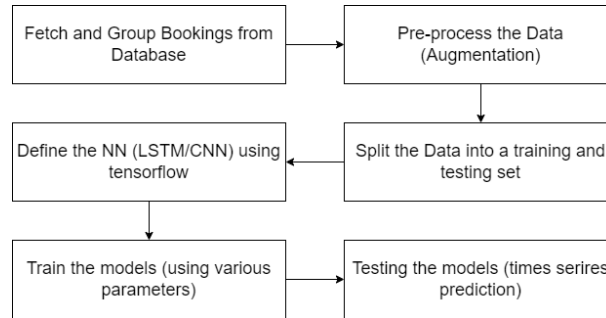 Fetch and Group Bookings from
Database
Pre-process the Data
(Augmentation)
Split the Data into a training and
testing set
Define the NN (LSTM/CNN) using
tensorflow
Train the models (using various
parameters)
Testing the models (times serires
prediction)